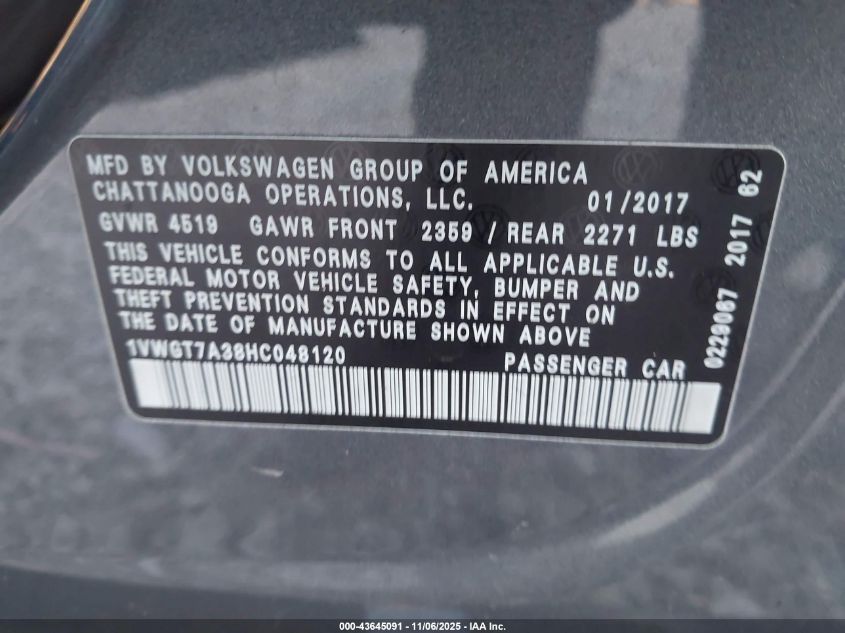 MFD BY VOLKSWAGEN GROUP OF AMERICA
CHATTANOOGA OPERATIONS, LLC. 01/2017
GVWR 4519 GAWR FRONT 2359 / REAR 2271 LBS
THIS VEHICLE CONFORMS TO ALL APPLICABLE U.S.
FEDERAL MOTOR VEHICLE SAFETY, BUMPER AND
THEFT PREVENTION STANDARDS IN EFFECT ON
THE DATE OF MANUFACTURE SHOWN ABOVE
1VWGT7A38HC048120 PASSENGER CAR
0229067 2017 62
000-43645091 - 11/06/2025 - IAA Inc.